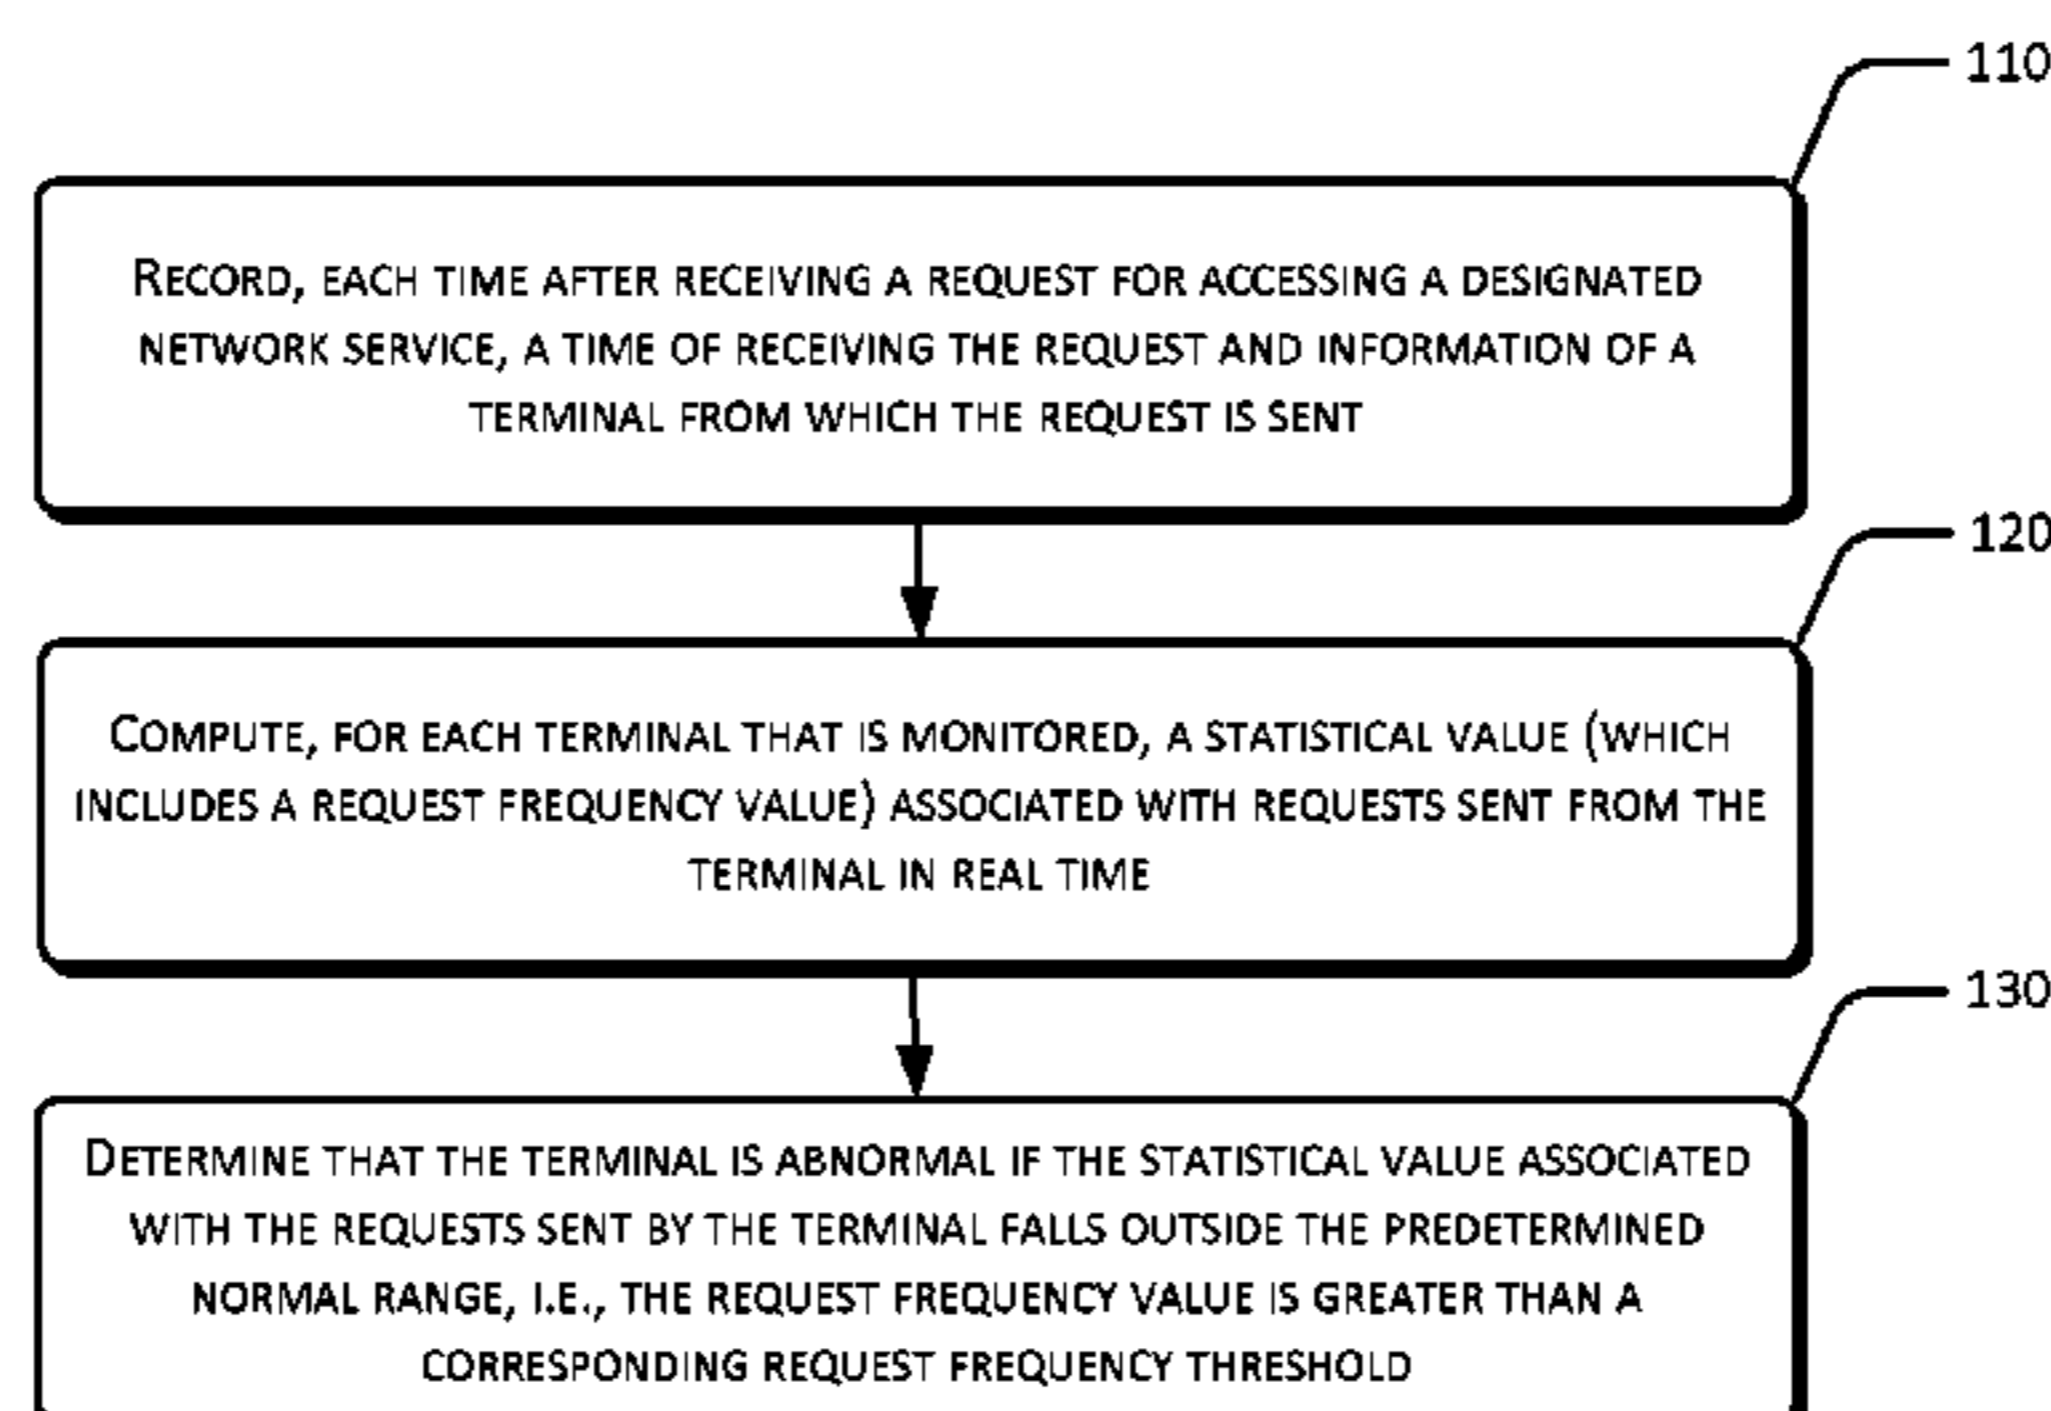 110
RECORD, EACH TIME AFTER RECEIVING A REQUEST FOR ACCESSING A DESIGNATED
NETWORK SERVICE, A TIME OF RECEIVING THE REQUEST AND INFORMATION OF A
TERMINAL FROM WHICH THE REQUEST IS SENT
120
COMPUTE, FOR EACH TERMINAL THAT IS MONITORED, A STATISTICAL VALUE (WHICH
INCLUDES A REQUEST FREQUENCY VALUE) ASSOCIATED WITH REQUESTS SENT FROM THE
TERMINAL IN REAL TIME
130
DETERMINE THAT THE TERMINAL IS ABNORMAL IF THE STATISTICAL VALUE ASSOCIATED
WITH THE REQUESTS SENT BY THE TERMINAL FALLS OUTSIDE THE PREDETERMINED
NORMAL RANGE, I.E., THE REQUEST FREQUENCY VALUE IS GREATER THAN A
CORRESPONDING REQUEST FREQUENCY THRESHOLD